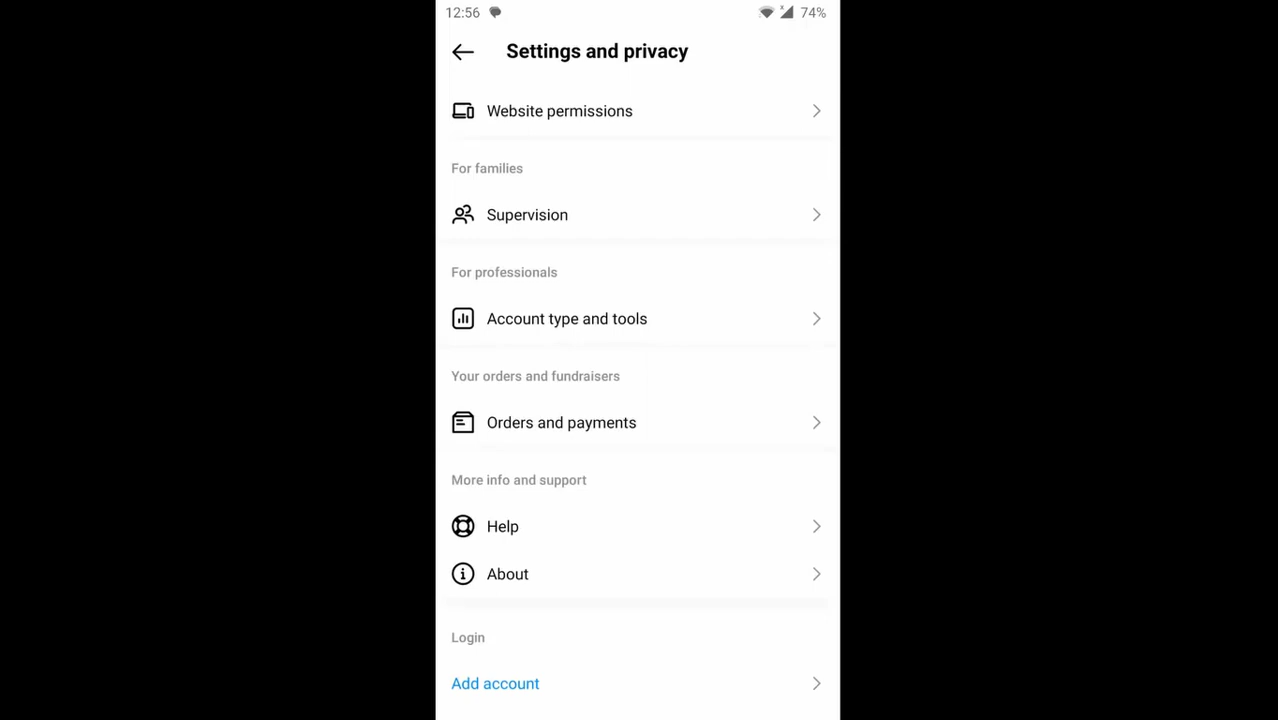 12:56
74%
Settings and privacy
Website permissions
For families
Supervision
For professionals
Account type and tools
Your orders and fundraisers
Orders and payments
More info and support
Help
About
Login
Add account